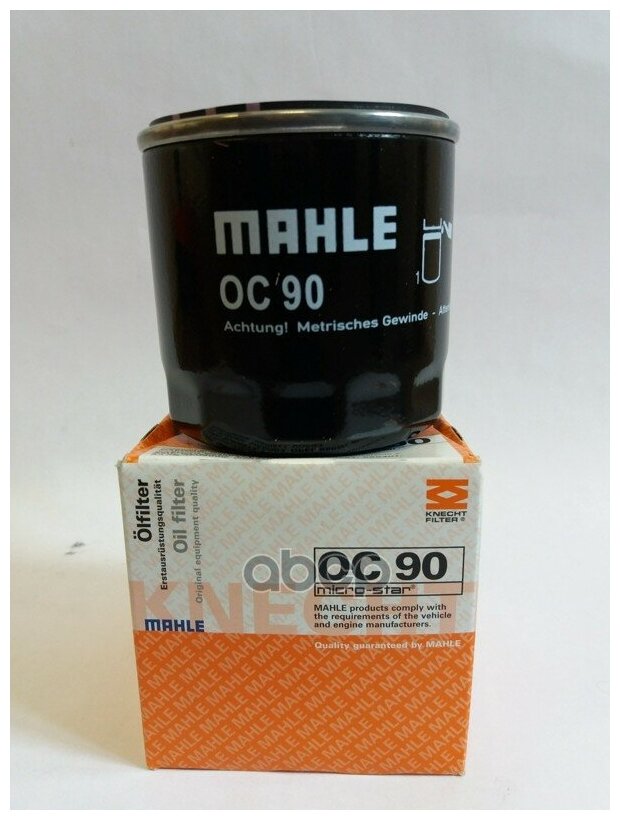 MAHLE
OC 90
1
Achtung! Metrisches Gewinde -
Ölfilter
Erstausrüstungsqualität
Oil filter
Original equipment quality
MAHLE
KNECHT
FILTER®
OC 90
micro-star®
KNECHT
MAHLE products comply with
the requirements of the vehicle
and engine manufacturers.
Quality guaranteed by MAHLE